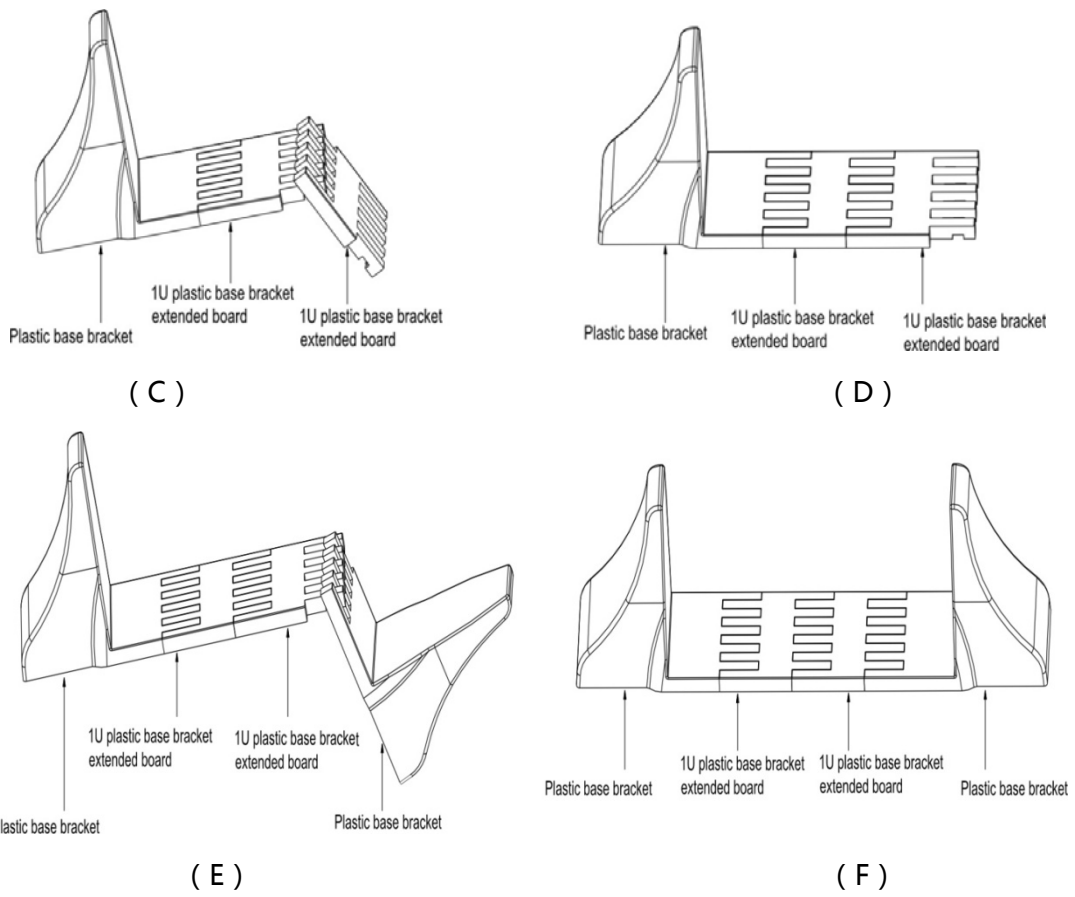 1U plastic base bracket
extended board
Plastic base bracket
1U plastic base bracket
extended board
( C )
Plastic base bracket
1U plastic base bracket
extended board
1U plastic base bracket
extended board
( D )
1U plastic base bracket
extended board
1U plastic base bracket
extended board
lastic base bracket
Plastic base bracket
( E )
Plastic base bracket
1U plastic base bracket
extended board
1U plastic base bracket
extended board
Plastic base bracket
( F )